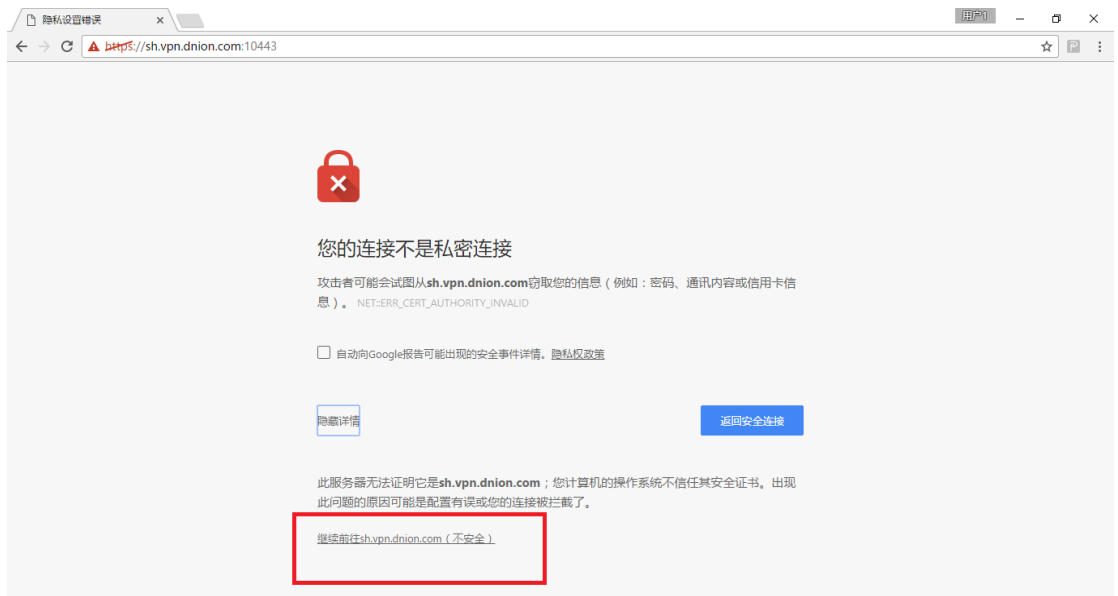 隐私设置错误
用户1
https://sh.vpn.dnion.com:10443
您的连接不是私密连接
攻击者可能会试图从sh.vpn.dnion.com窃取您的信息（例如：密码、通讯内容或信用卡信
息）。 NET::ERR_CERT_AUTHORITY_INVALID
自动向Google报告可能出现的安全事件详情。隐私权政策
隐藏详情
返回安全连接
此服务器无法证明它是sh.vpn.dnion.com；您计算机的操作系统不信任其安全证书。出现
此问题的原因可能是配置有误或您的连接被拦截了。
继续前往sh.vpn.dnion.com（不安全）